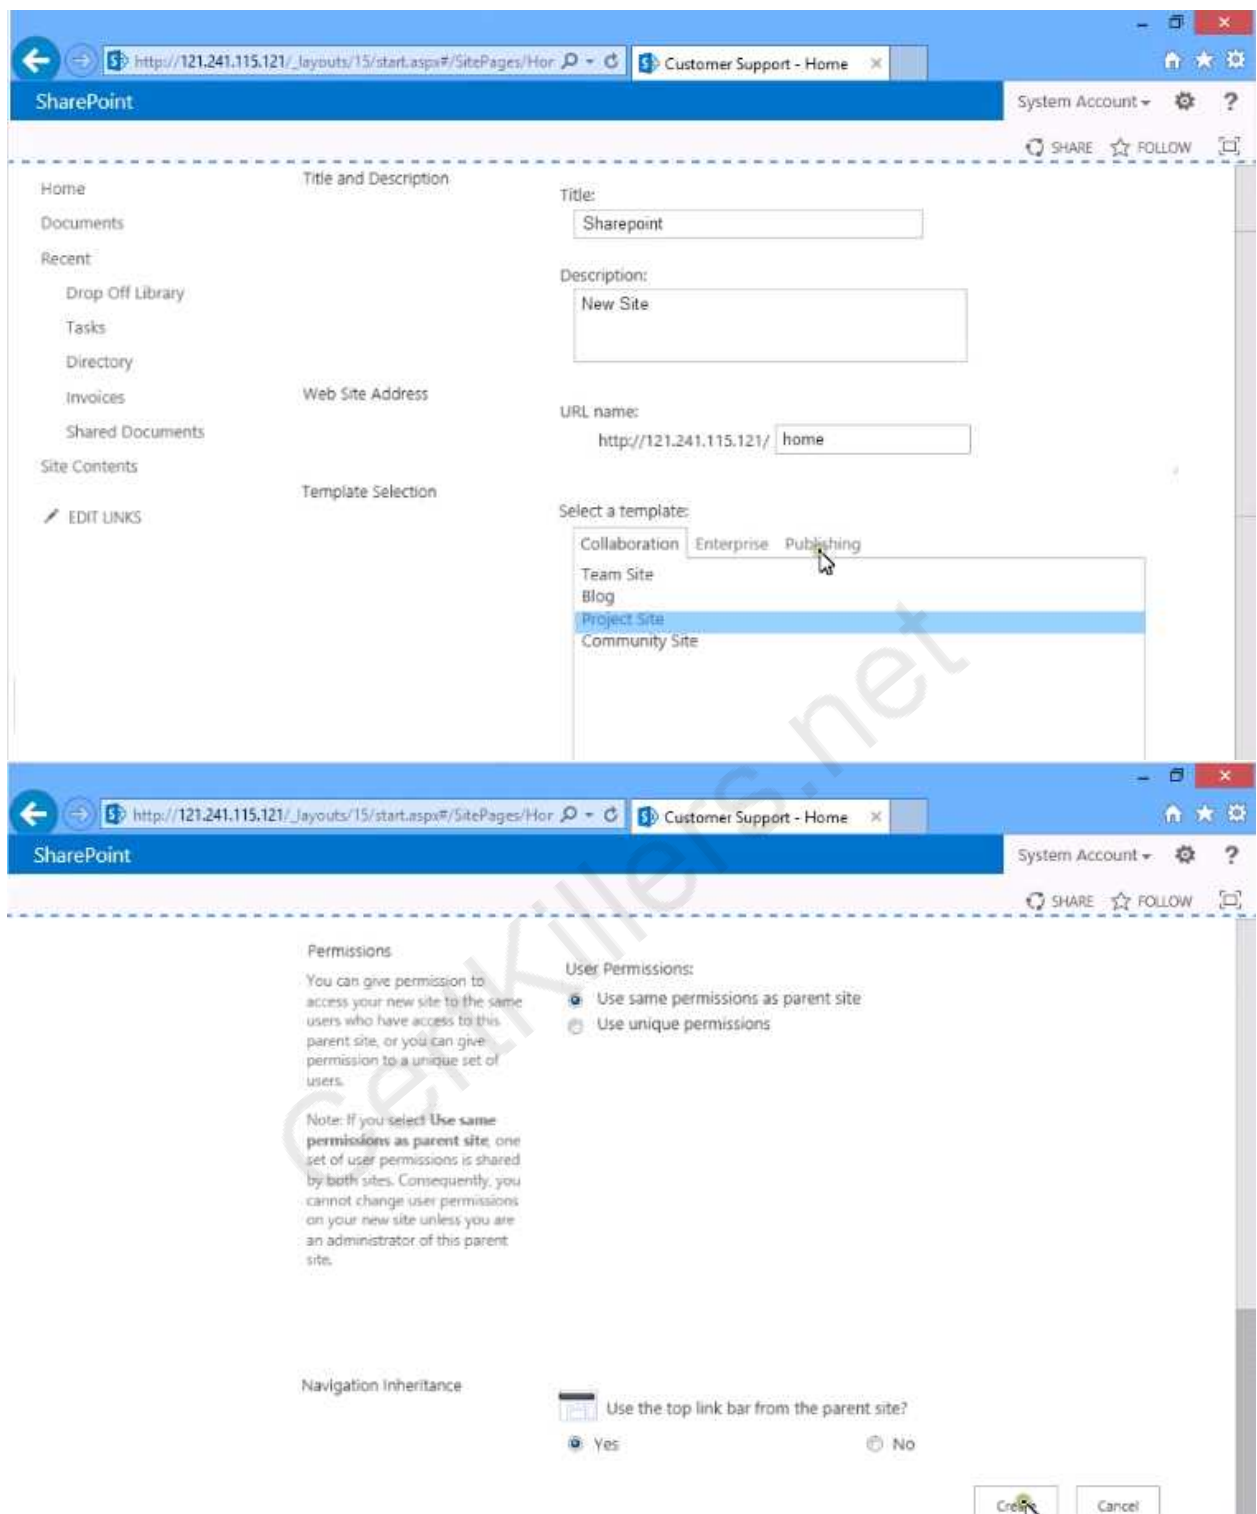 http://121.241.115.121/_layouts/15/start.aspx#/SitePages/Hor
Customer Support - Home
SharePoint
System Account
?
SHARE
FOLLOW
Home
Documents
Recent
Drop Off Library
Tasks
Directory
Invoices
Shared Documents
Site Contents
EDIT LINKS
Title and Description
Title:
Sharepoint
Description:
New Site
Web Site Address
URL name:
http://121.241.115.121/ home
Template Selection
Select a template:
Collaboration Enterprise Publishing
Team Site
Blog
Project Site
Community Site
http://121.241.115.121/_layouts/15/start.aspx#/SitePages/Hor
Customer Support - Home
SharePoint
System Account
?
SHARE
FOLLOW
Permissions
You can give permission to
access your new site to the same
users who have access to this
parent site, or you can give
permission to a unique set of
users.
Note: If you select Use same
permissions as parent site, one
set of user permissions is shared
by both sites. Consequently, you
cannot change user permissions
on your new site unless you are
an administrator of this parent
site.
User Permissions:
Use same permissions as parent site
Use unique permissions
Navigation Inheritance
Use the top link bar from the parent site?
Yes
No
Create
Cancel
Certkillers.net